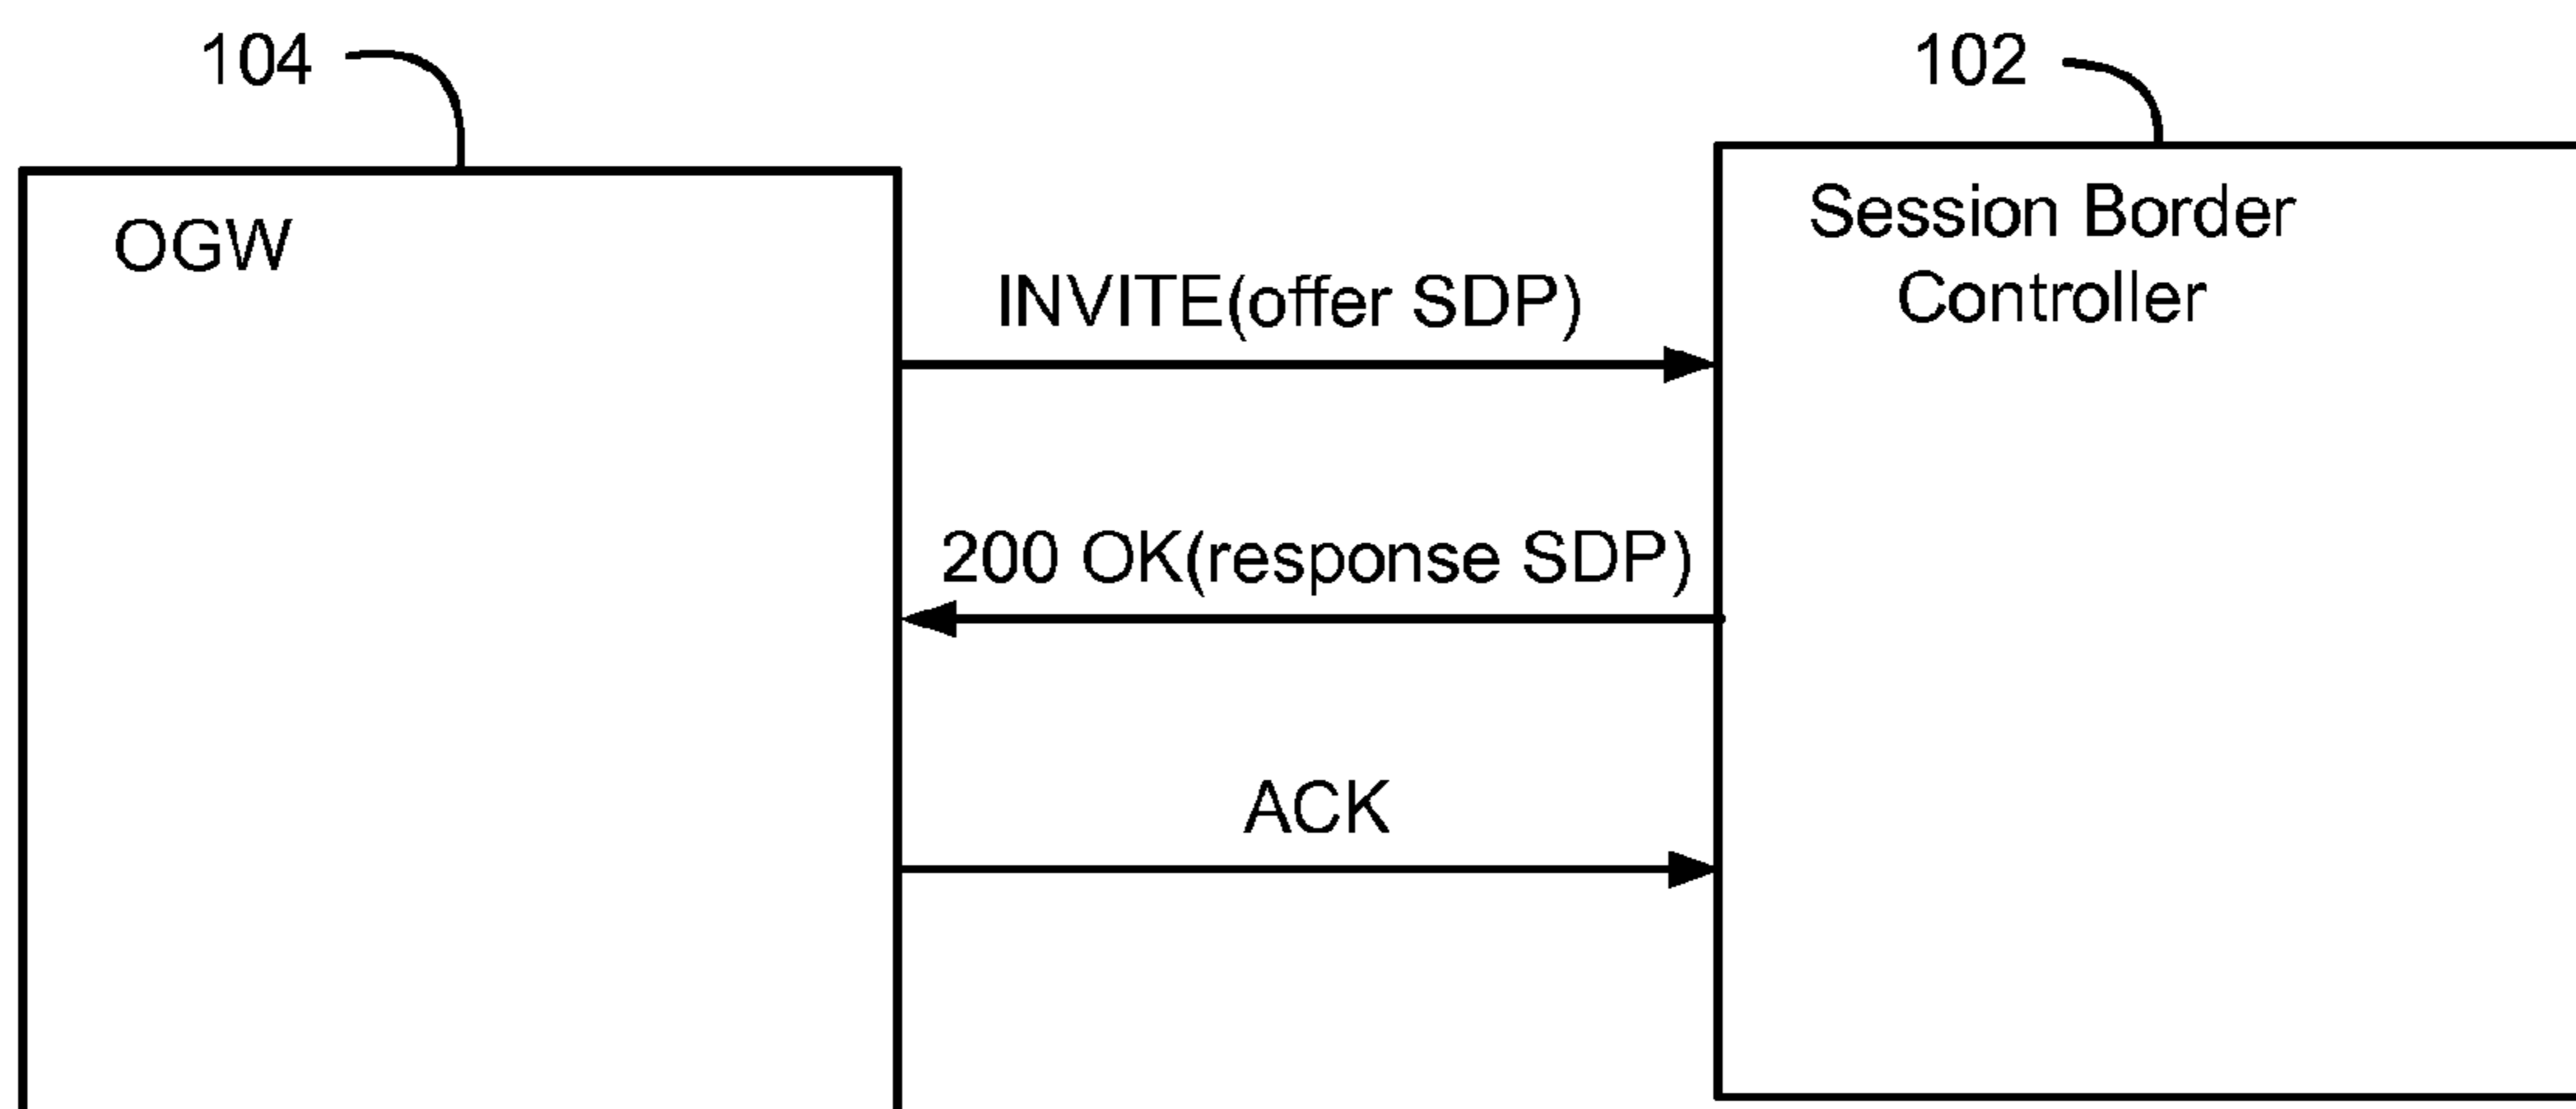 104
102
OGW
Session Border
Controller
INVITE(offer SDP)
200 OK(response SDP)
ACK